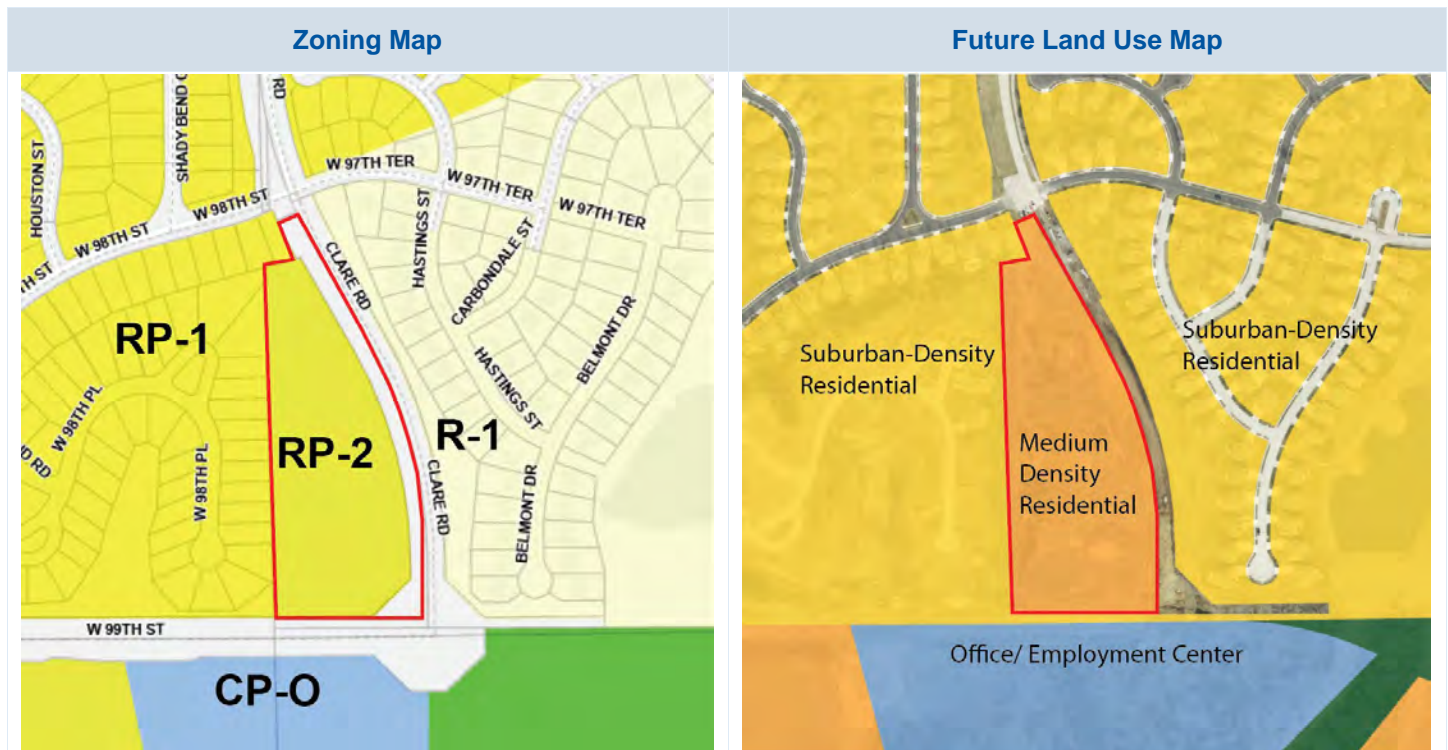 Zoning Map
Future Land Use Map
HOUSTON ST
SHADY BEND
RD
W 97TH TER
W 97TH TER
W 97TH TER
W 98TH ST
W 98TH ST
ST
HASTINGS ST
CARBONDALE ST
CLARE RD
BELMONT DR
RP-1
HASTINGS ST
W 98TH PL
RP-2
R-1
RD
W 98TH PL
CLARE RD
BELMONT DR
W 99TH ST
CP-O
Suburban-Density
Residential
Suburban-Density
Residential
Medium
Density
Residential
Office/ Employment Center